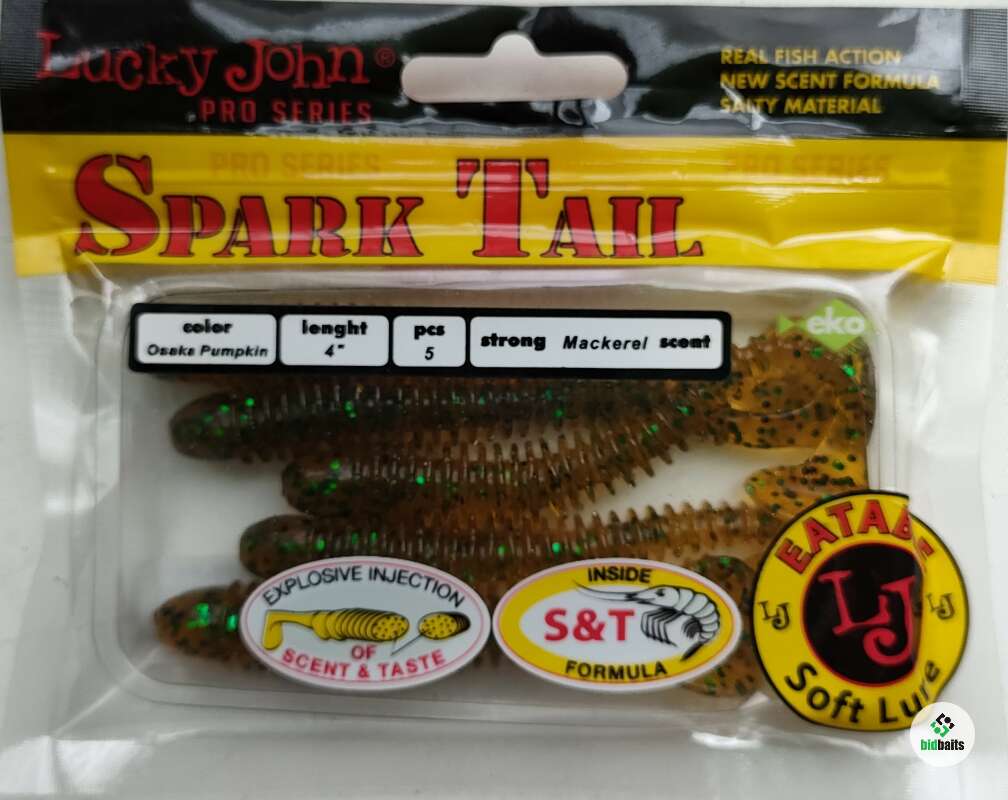 Lucky John®
PRO SERIES
REAL FISH ACTION
NEW SCENT FORMULA
SALTY MATERIAL
PRO SERIES PRO SERIES
SPARK TAIL
color
Osaka Pumpkin
lenght
4"
pcs
5
strong Mackerel scent
eko
EXPLOSIVE INJECTION
OF
SCENT & TASTE
INSIDE
S&T
FORMULA
EATABLE
LJ
LJ
LJ
Soft Lure
bidbaits